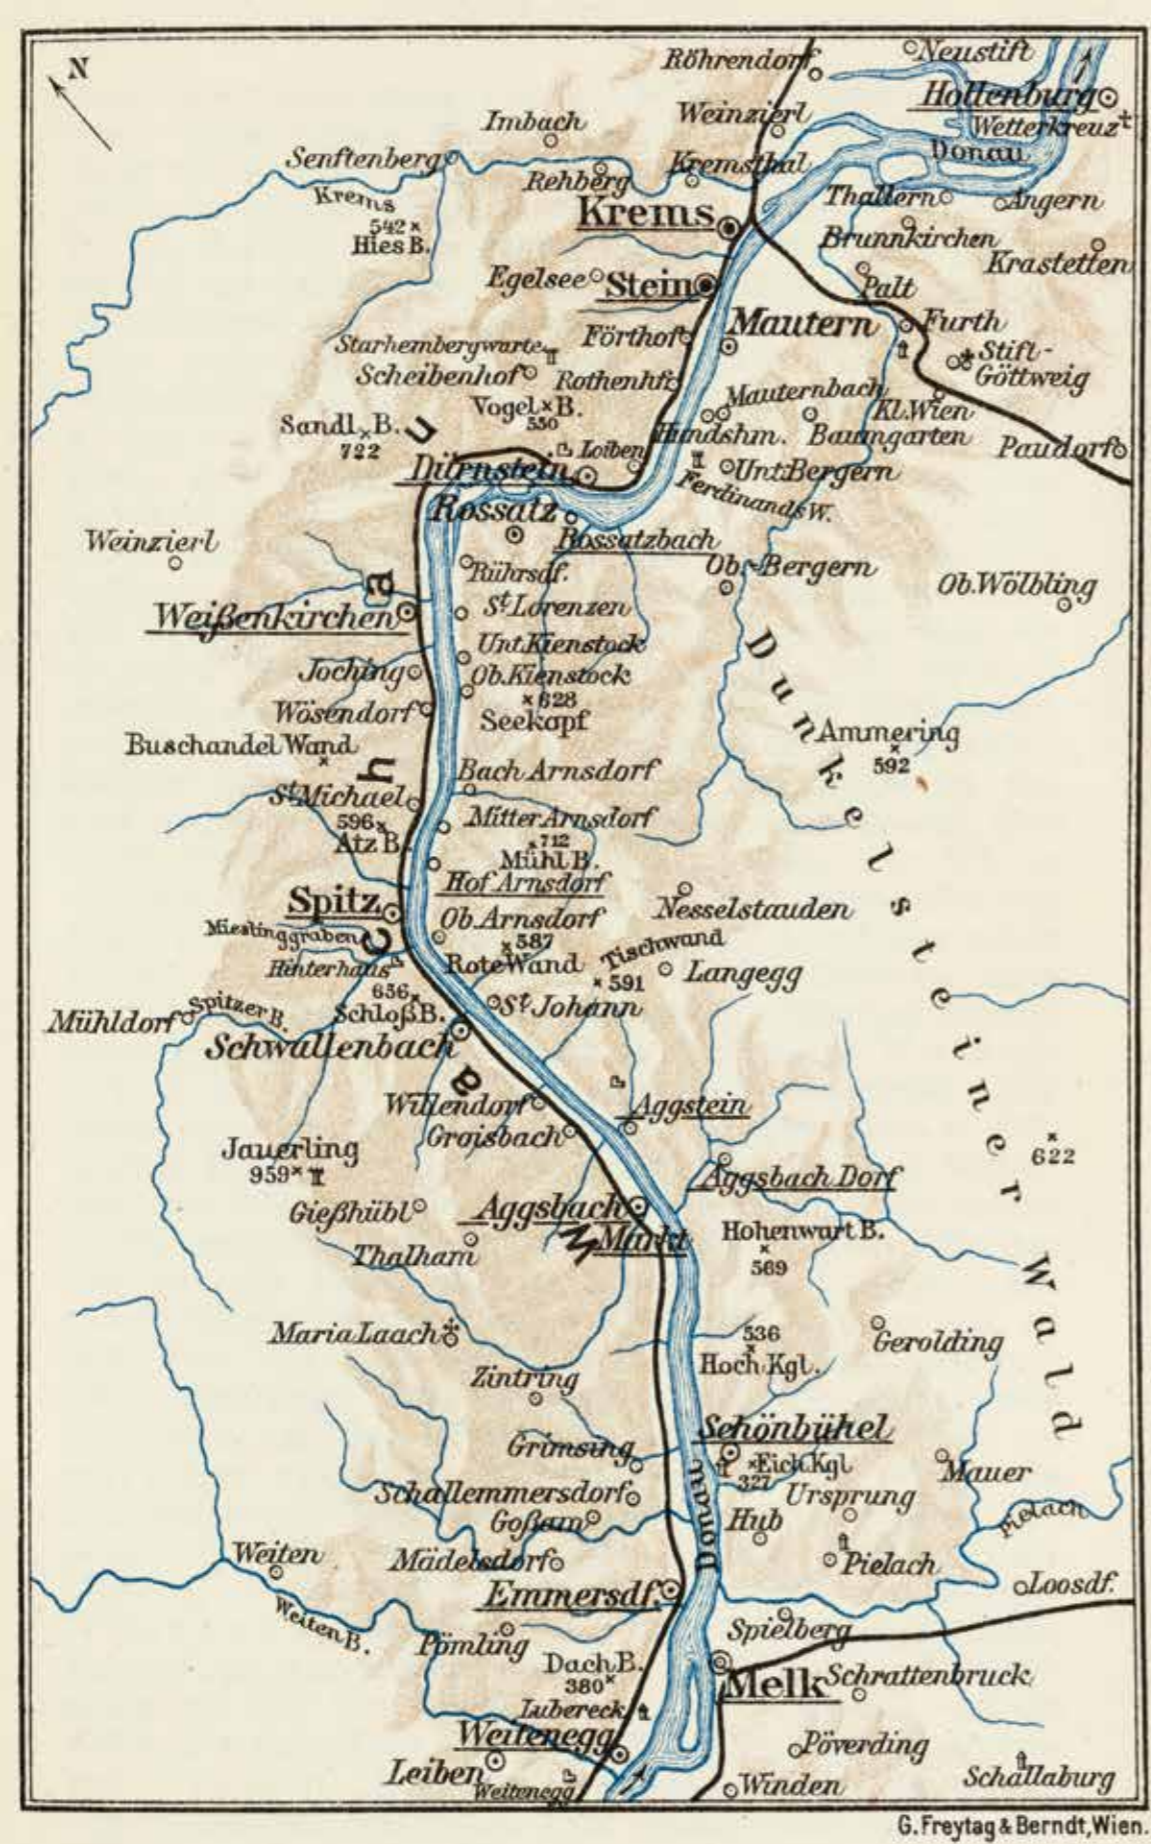 N
Röhrendorf
Neustift
Hollenburg
Wetterkreuz
Weinzierl
Imbach
Donau
Senftenberg
Kremsthal
Rehberg
Krems
Thallern
Angern
542
Hies B.
Krems
Brunnkirchen
Krastetten
Egelsee
Stein
Palt
Mautern
Furth
Förthof
Starhembergwarte
Stift-
Göttweig
Scheibenhof
Rothenhf.
Mauternbach
Kl. Wien
Vogel B.
550
Sandl. B.
722
Hundshm.
Baumgarten
Paudorf
Loiben
Dürnstein
Unt. Bergern
Ferdinands W.
Rossatz
Rossatzbach
Weinzierl
Rührsdf.
Ob. Bergern
Ob. Wölbling
Weißenkirchen
St. Lorenzen
Unt. Kienstock
Joching
Ob. Kienstock
628
Seekopf
Wösendorf
Ammering
592
Buschandel Wand
Bach Arnsdorf
St. Michael
Mitter Arnsdorf
596
Atz B.
712
Mühl B.
Hof Arnsdorf
Spitz
Nesselstauden
Ob. Arnsdorf
Mieslinggraben
587
Rote Wand
Tischwand
591
Langegg
Hinterhaus
656
Schloß B.
St. Johann
Mühldorf
Spitzer B.
Schwallenbach
Willendorf
Aggstein
Groisbach
Jauerling
959
622
Aggsbach Dorf
Gießhübl
Aggsbach
Markt
Hohenwart B.
569
Thalham
Maria Laach
536
Hoch Kgl.
Gerolding
Zintring
Schönbühel
Grimsing
Eich Kgl
327
Mauer
Schallemmersdorf
Ursprung
Goßam
Hub
Pielach
Donau
Weiten
Mädelsdorf
Pielach
Loosdf.
Emmersdf.
Weiten B.
Spielberg
Pömling
Dach B.
380
Melk
Schrattenbruck
Lubereck
Weitenegg
Pöverding
Leiben
Weitenegg
Winden
Schallaburg
Wachau
Dunkelsteiner Wald
G. Freytag & Berndt, Wien.